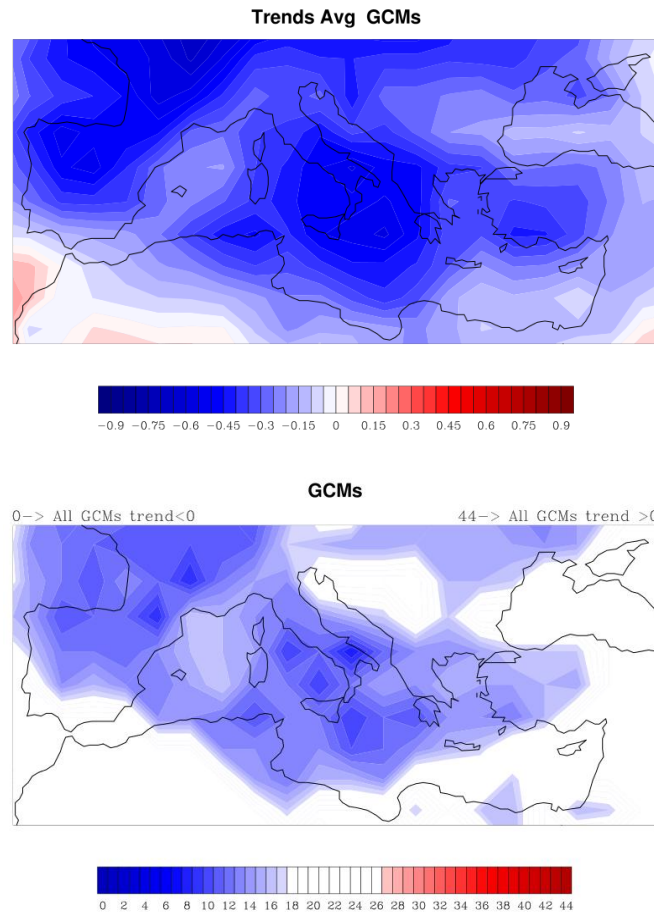 Trends Avg GCMs
−0.9 −0.75 −0.6 −0.45 −0.3 −0.15 0 0.15 0.3 0.45 0.6 0.75 0.9
GCMs
0−> All GCMs trend<0 44−> All GCMs trend >0
0 2 4 6 8 10 12 14 16 18 20 22 24 26 28 30 32 34 36 38 40 42 44